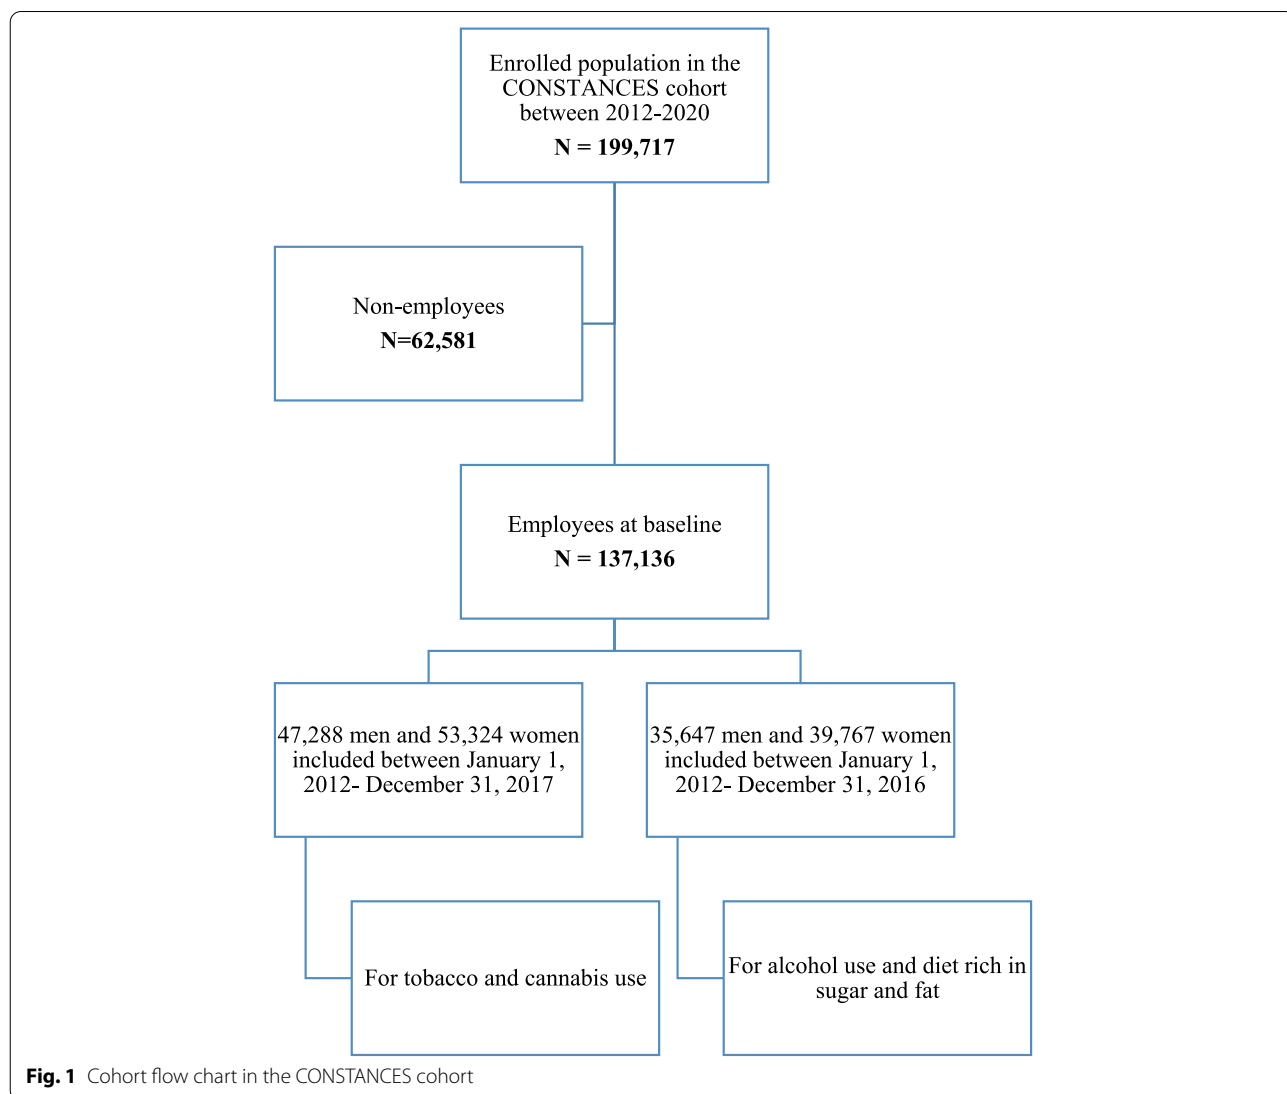 Enrolled population in the
CONSTANCES cohort
between 2012-2020
N = 199,717
Non-employees
N=62,581
Employees at baseline
N = 137,136
47,288 men and 53,324 women
included between January 1,
2012- December 31, 2017
35,647 men and 39,767 women
included between January 1,
2012- December 31, 2016
For tobacco and cannabis use
For alcohol use and diet rich in
sugar and fat
Fig. 1 Cohort flow chart in the CONSTANCES cohort